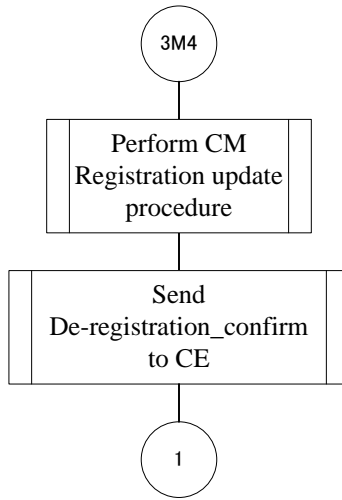 3M4
Perform CM
Registration update
procedure
Send
De-registration_confirm
to CE
1